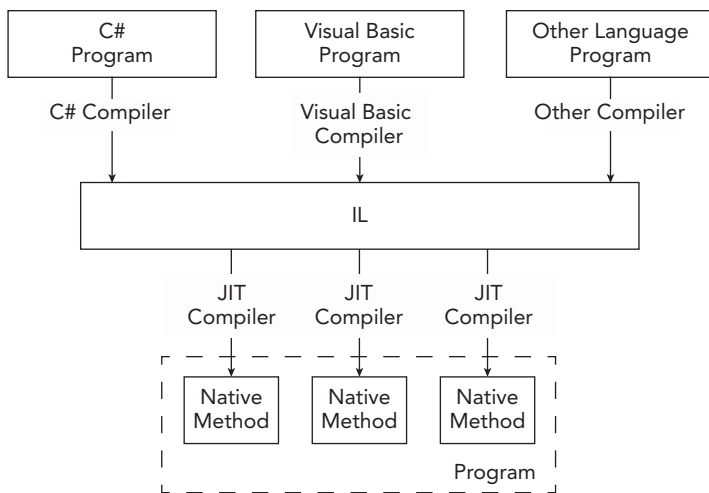 C#
Program
Visual Basic
Program
Other Language
Program
C# Compiler
Visual Basic
Compiler
Other Compiler
IL
JIT
Compiler
JIT
Compiler
JIT
Compiler
Native
Method
Native
Method
Native
Method
Program